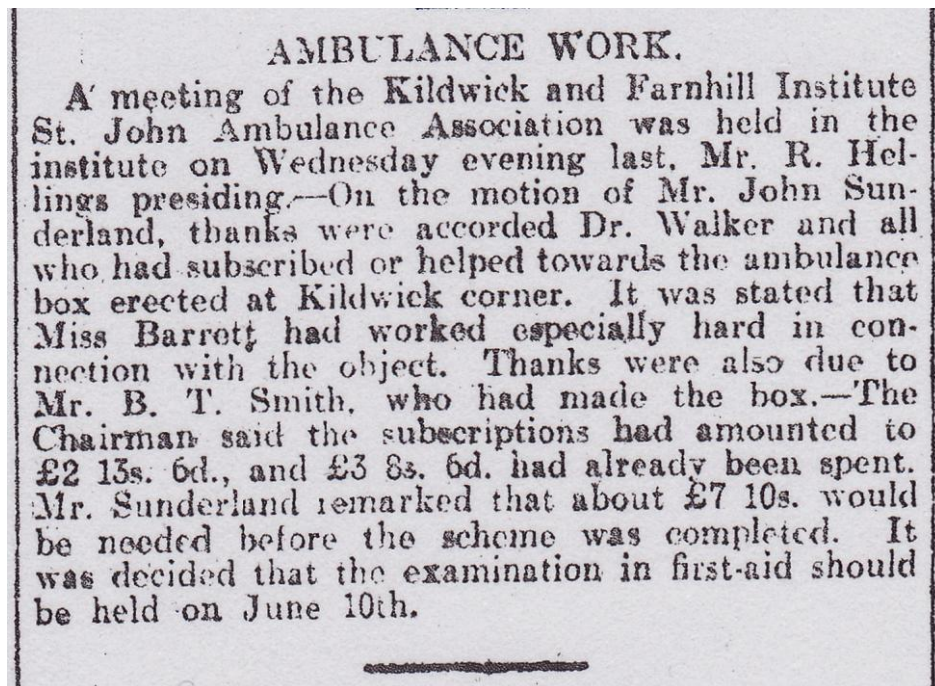 AMBULANCE WORK.
A meeting of the Kildwick and Farnhill Institute
St. John Ambulance Association was held in the
institute on Wednesday evening last, Mr. R. Hel-
lings presiding.—On the motion of Mr. John Sun-
derland, thanks were accorded Dr. Walker and all
who had subscribed or helped towards the ambulance
box erected at Kildwick corner. It was stated that
Miss Barrett had worked especially hard in con-
nection with the object. Thanks were also due to
Mr. B. T. Smith, who had made the box.—The
Chairman said the subscriptions had amounted to
£2 13s. 6d., and £3 8s. 6d. had already been spent.
Mr. Sunderland remarked that about £7 10s. would
be needed before the scheme was completed. It
was decided that the examination in first-aid should
be held on June 10th.